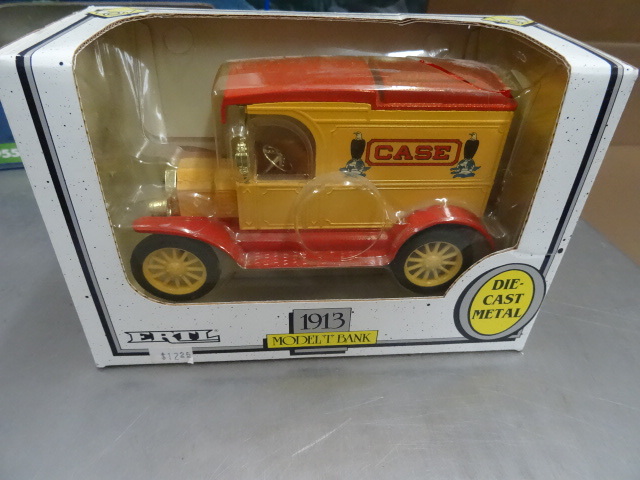 CASE
DIE-
CAST
METAL
1913
MODEL T BANK
ERTL